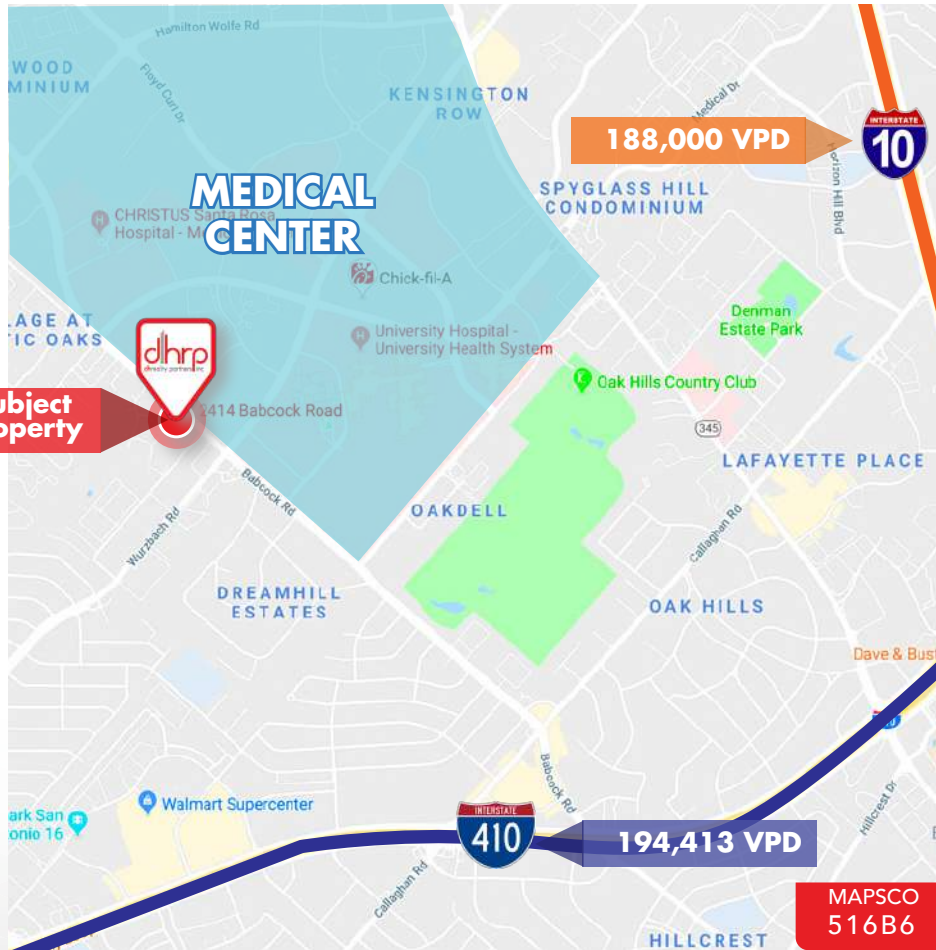 Hamilton Wolfe Rd
WOOD
MINIUM
Floyd Curl Dr
KENSINGTON
ROW
Medical Dr
188,000 VPD
INTERSTATE
10
Horizon Hill Blvd
MEDICAL
CENTER
SPYGLASS HILL
CONDOMINIUM
CHRISTUS Santa Rosa
Hospital - Me
Chick-fil-A
LAGE AT
TIC OAKS
University Hospital -
University Health System
Denman
Estate Park
dhrp
Oak Hills Country Club
ubject
operty
2414 Babcock Road
345
LAFAYETTE PLACE
Babcock Rd
OAKDELL
Wurzbach Rd
Callaghan Rd
DREAMHILL
ESTATES
OAK HILLS
Dave & Bust
Babcock Rd
Hillcrest Dr
ark San
onio 16
Walmart Supercenter
INTERSTATE
410
194,413 VPD
Callaghan Rd
MAPSCO
516B6
HILLCREST